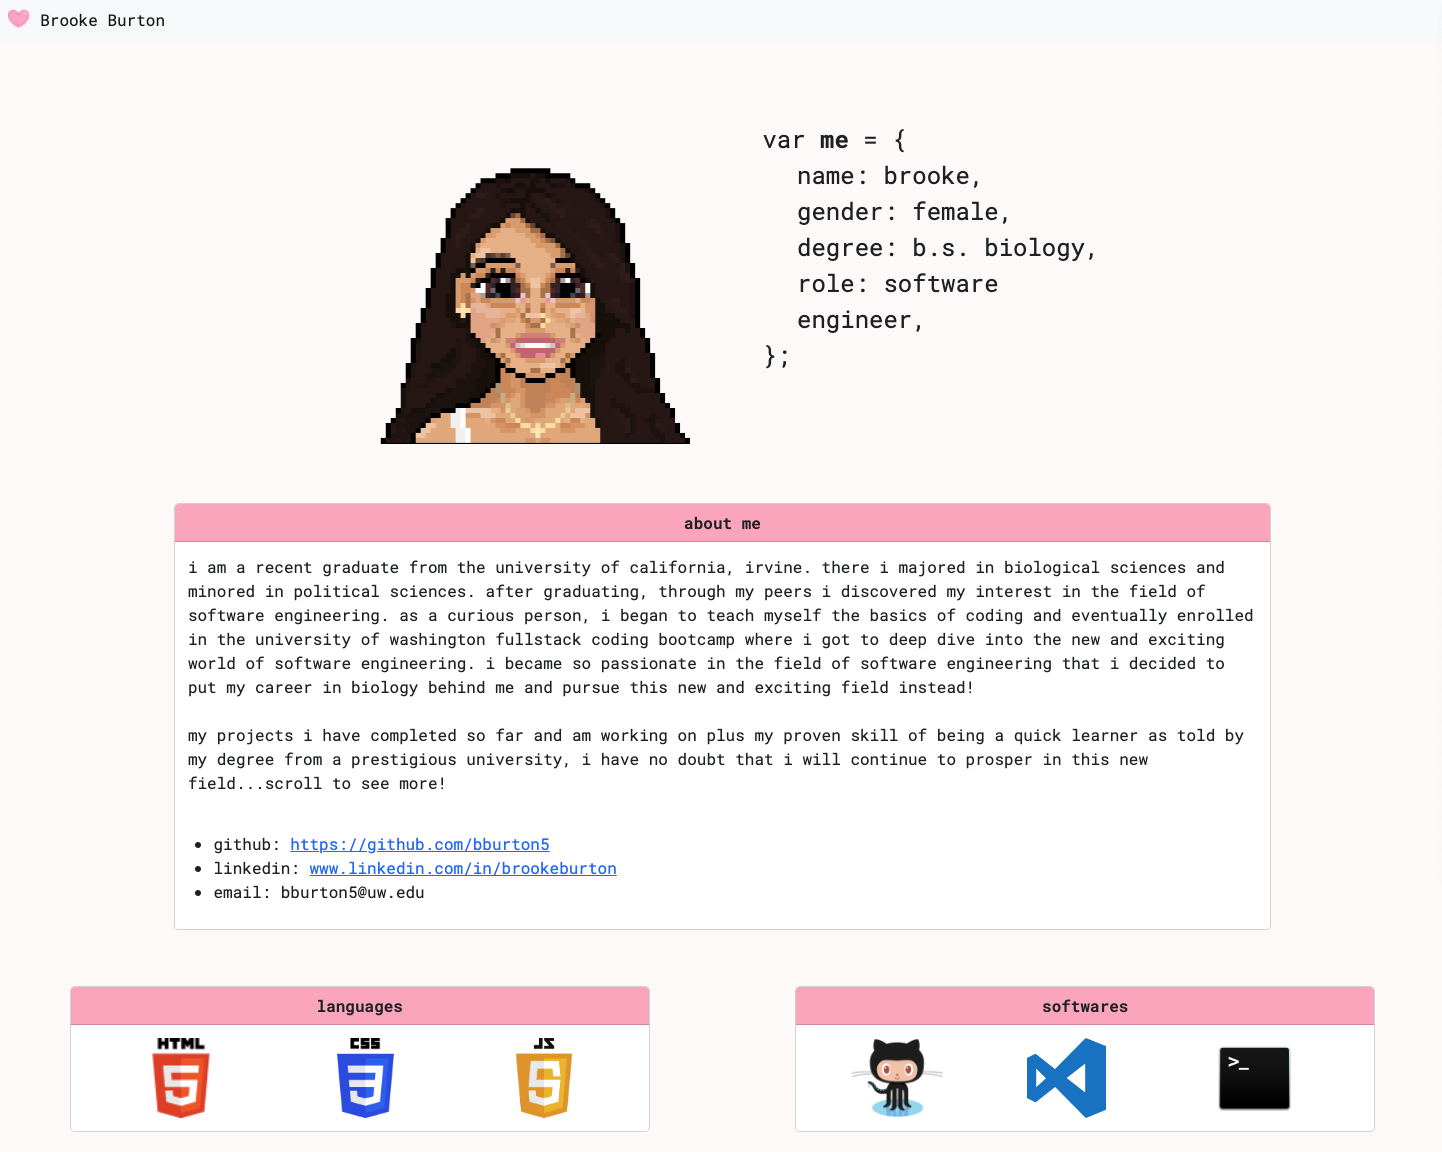 Brooke Burton
var me = {
name: brooke,
gender: female,
degree: b.s. biology,
role: software
engineer,
};
about me
i am a recent graduate from the university of california, irvine. there i majored in biological sciences and
minored in political sciences. after graduating, through my peers i discovered my interest in the field of
software engineering. as a curious person, i began to teach myself the basics of coding and eventually enrolled
in the university of washington fullstack coding bootcamp where i got to deep dive into the new and exciting
world of software engineering. i became so passionate in the field of software engineering that i decided to
put my career in biology behind me and pursue this new and exciting field instead!
my projects i have completed so far and am working on plus my proven skill of being a quick learner as told by
my degree from a prestigious university, i have no doubt that i will continue to prosper in this new
field...scroll to see more!
github: https://github.com/bburton5
linkedin: www.linkedin.com/in/brookeburton
email: bburton5@uw.edu
languages
HTML CSS JS
5 3 5
softwares
>_